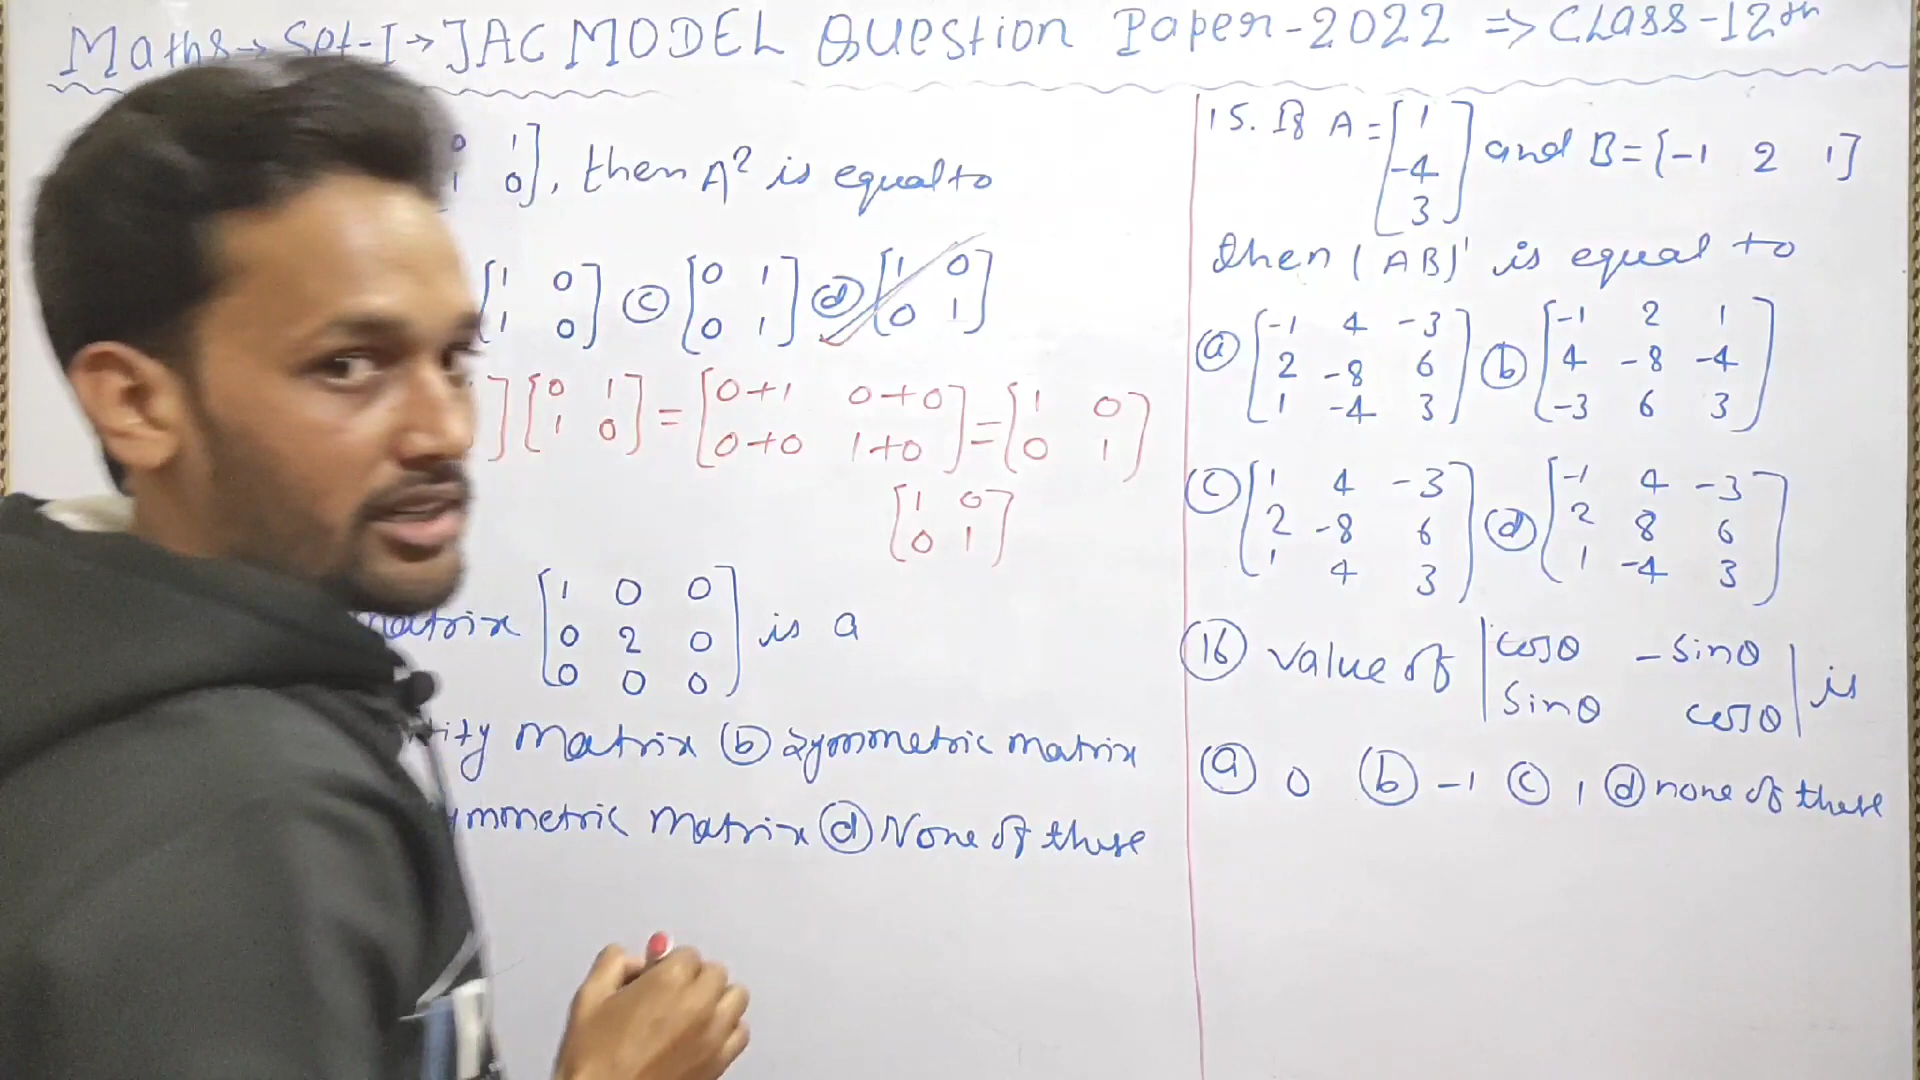 Maths → Set-I → JAC MODEL Question Paper-2022 ⇒ Class-12th
0 1
1 0], then A² is equal to
[1 0 ⓒ [0 1 ⓓ [1 0
1 0] 0 1] 0 1]
] [0 1 = [0+1 0+0 = [1 0
1 0] 0+0 1+0] 0 1]
[1 0
0 1]
matrix [1 0 0
0 2 0 is a
0 0 0]
tity matrix ⓑ Symmetric matrix
ymmetric matrix ⓓ None of these
15. If A = [1
-4
3] and B = [-1 2 1]
then (AB)' is equal to
ⓐ [-1 4 -3 ⓑ [-1 2 1
2 -8 6 4 -8 -4
1 -4 3] -3 6 3]
ⓒ [1 4 -3 ⓓ [-1 4 -3
2 -8 6 2 8 6
1 4 3] 1 -4 3]
⑯ Value of |cosθ -sinθ
sinθ cosθ| is
ⓐ 0 ⓑ -1 ⓒ 1 ⓓ none of these